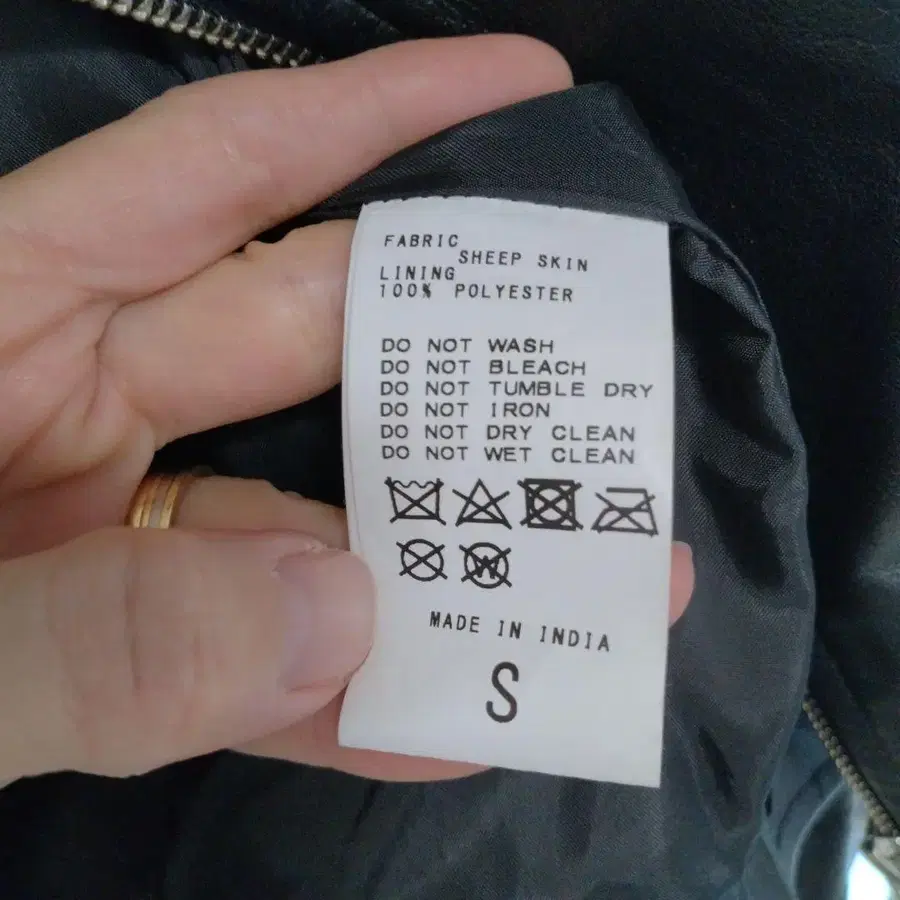 FABRIC
SHEEP SKIN
LINING
100% POLYESTER
DO NOT WASH
DO NOT BLEACH
DO NOT TUMBLE DRY
DO NOT IRON
DO NOT DRY CLEAN
DO NOT WET CLEAN
W
MADE IN INDIA
S